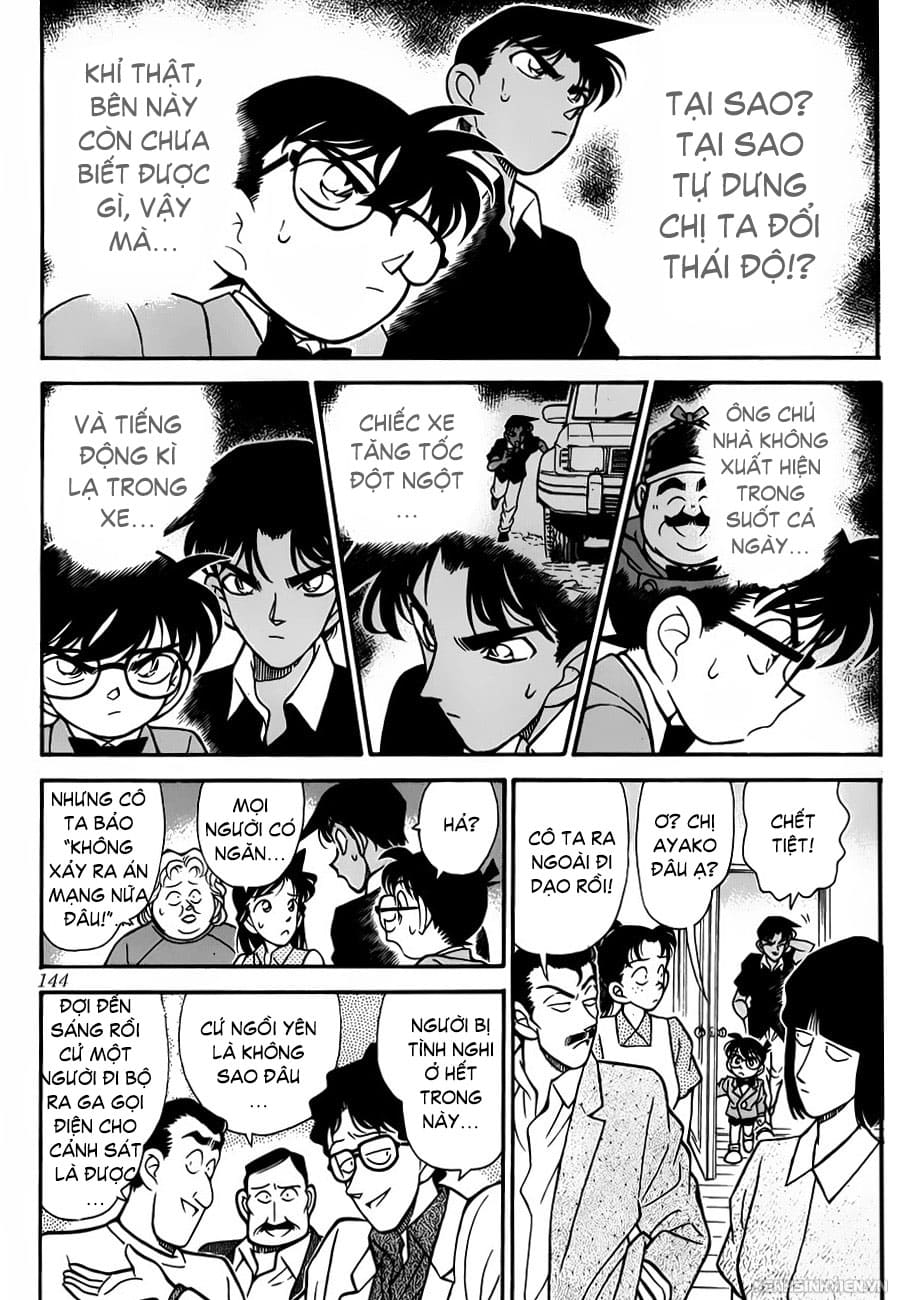 TẠI SAO?
TẠI SAO
TỰ DƯNG
CHỊ TA ĐỔI
THÁI ĐỘ!?
KHỈ THẬT,
BÊN NÀY
CÒN CHƯA
BIẾT ĐƯỢC
GÌ, VẬY
MÀ...
ÔNG CHỦ
NHÀ KHÔNG
XUẤT HIỆN
TRONG
SUỐT CẢ
NGÀY...
CHIẾC XE
TĂNG TỐC
ĐỘT NGỘT
...
VÀ TIẾNG
ĐỘNG KÌ
LẠ TRONG
XE...
CHẾT
TIỆT!
Ơ? CHỊ
AYAKO
ĐÂU Ạ?
CÔ TA RA
NGOÀI ĐI
DẠO RỒI!
HẢ?
MỌI
NGƯỜI CÓ
NGĂN...
NHƯNG CÔ
TA BẢO
"KHÔNG
XẢY RA ÁN
MẠNG NỮA
ĐÂU!"...
NGƯỜI BỊ
TÌNH NGHI
Ở HẾT
TRONG
NÀY...
CỨ NGỒI YÊN
LÀ KHÔNG
SAO ĐÂU
...
ĐỢI ĐẾN
SÁNG RỒI
CỬ MỘT
NGƯỜI ĐI BỘ
RA GA GỌI
ĐIỆN CHO
CẢNH SÁT
LÀ ĐƯỢC
...
144